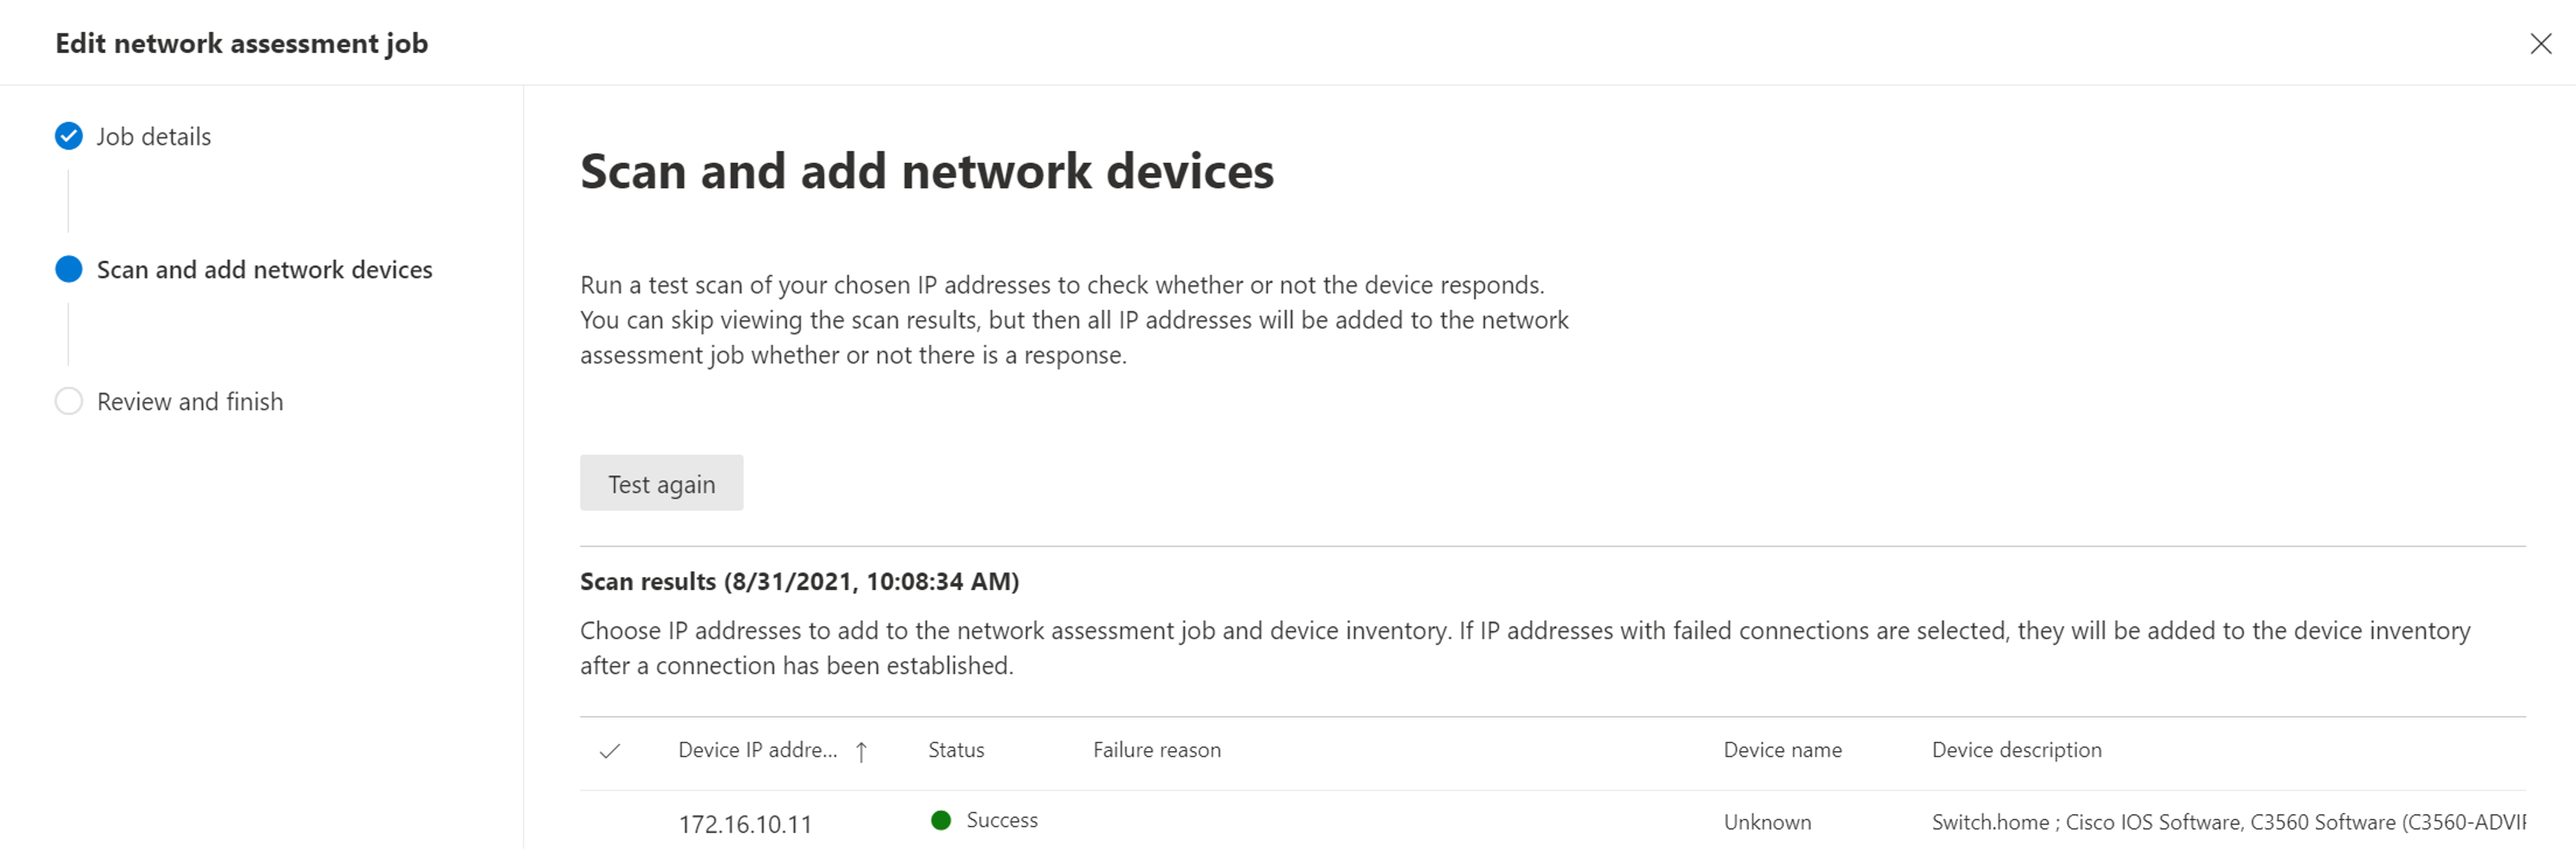 Edit network assessment job
Job details
Scan and add network devices
Review and finish
Scan and add network devices
Run a test scan of your chosen IP addresses to check whether or not the device responds.
You can skip viewing the scan results, but then all IP addresses will be added to the network
assessment job whether or not there is a response.
Test again
Scan results (8/31/2021, 10:08:34 AM)
Choose IP addresses to add to the network assessment job and device inventory. If IP addresses with failed connections are selected, they will be added to the device inventory
after a connection has been established.
Device IP addre... ↑ Status Failure reason Device name Device description
172.16.10.11 Success Unknown Switch.home ; Cisco IOS Software, C3560 Software (C3560-ADVIP